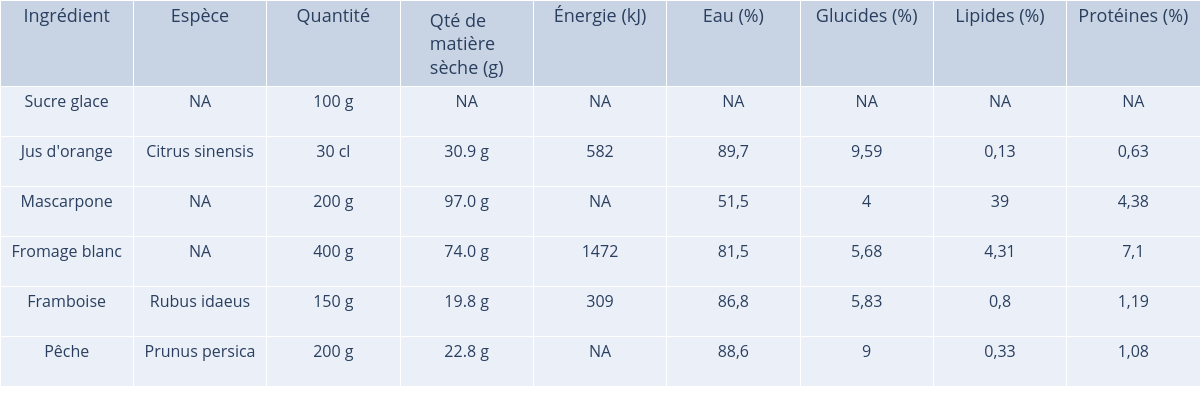 Ingrédient Espèce Quantité Qté de matière sèche (g) Énergie (kJ) Eau (%) Glucides (%) Lipides (%) Protéines (%)
Sucre glace NA 100 g NA NA NA NA NA NA
Jus d'orange Citrus sinensis 30 cl 30.9 g 582 89,7 9,59 0,13 0,63
Mascarpone NA 200 g 97.0 g NA 51,5 4 39 4,38
Fromage blanc NA 400 g 74.0 g 1472 81,5 5,68 4,31 7,1
Framboise Rubus idaeus 150 g 19.8 g 309 86,8 5,83 0,8 1,19
Pêche Prunus persica 200 g 22.8 g NA 88,6 9 0,33 1,08